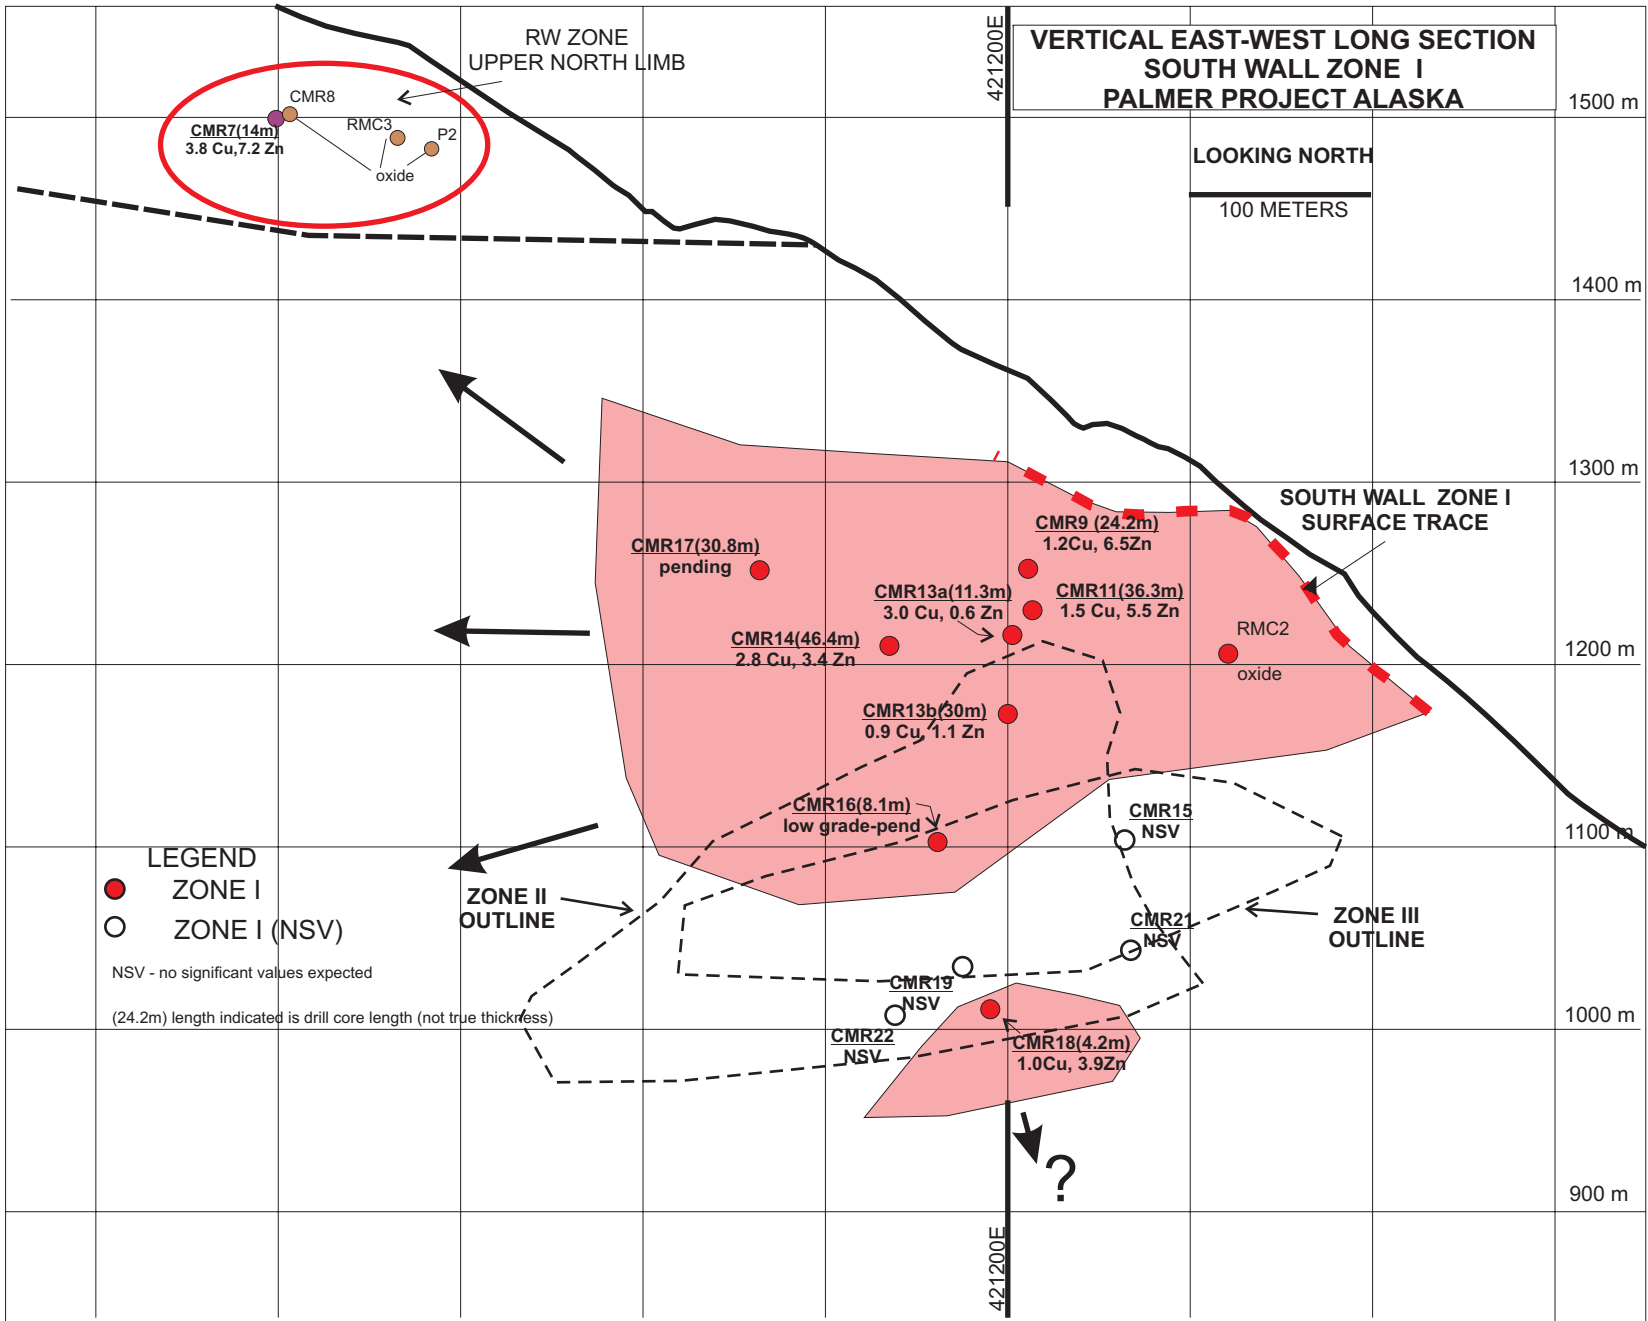 421200E
VERTICAL EAST-WEST LONG SECTION
SOUTH WALL ZONE I
PALMER PROJECT ALASKA
RW ZONE
UPPER NORTH LIMB
1500 m
CMR8
CMR7(14m)
3.8 Cu,7.2 Zn
RMC3
P2
oxide
LOOKING NORTH
100 METERS
1400 m
1300 m
SOUTH WALL ZONE I
SURFACE TRACE
CMR9 (24.2m)
1.2Cu, 6.5Zn
CMR17(30.8m)
pending
CMR13a(11.3m)
3.0 Cu, 0.6 Zn
CMR11(36.3m)
1.5 Cu, 5.5 Zn
CMR14(46.4m)
2.8 Cu, 3.4 Zn
RMC2
oxide
1200 m
CMR13b(30m)
0.9 Cu, 1.1 Zn
CMR16(8.1m)
low grade-pend
CMR15
NSV
1100 m
LEGEND
ZONE I
ZONE I (NSV)
NSV - no significant values expected
(24.2m) length indicated is drill core length (not true thickness)
ZONE II
OUTLINE
ZONE III
OUTLINE
CMR21
NSV
CMR19
NSV
CMR22
NSV
1000 m
CMR18(4.2m)
1.0Cu, 3.9Zn
?
900 m
421200E